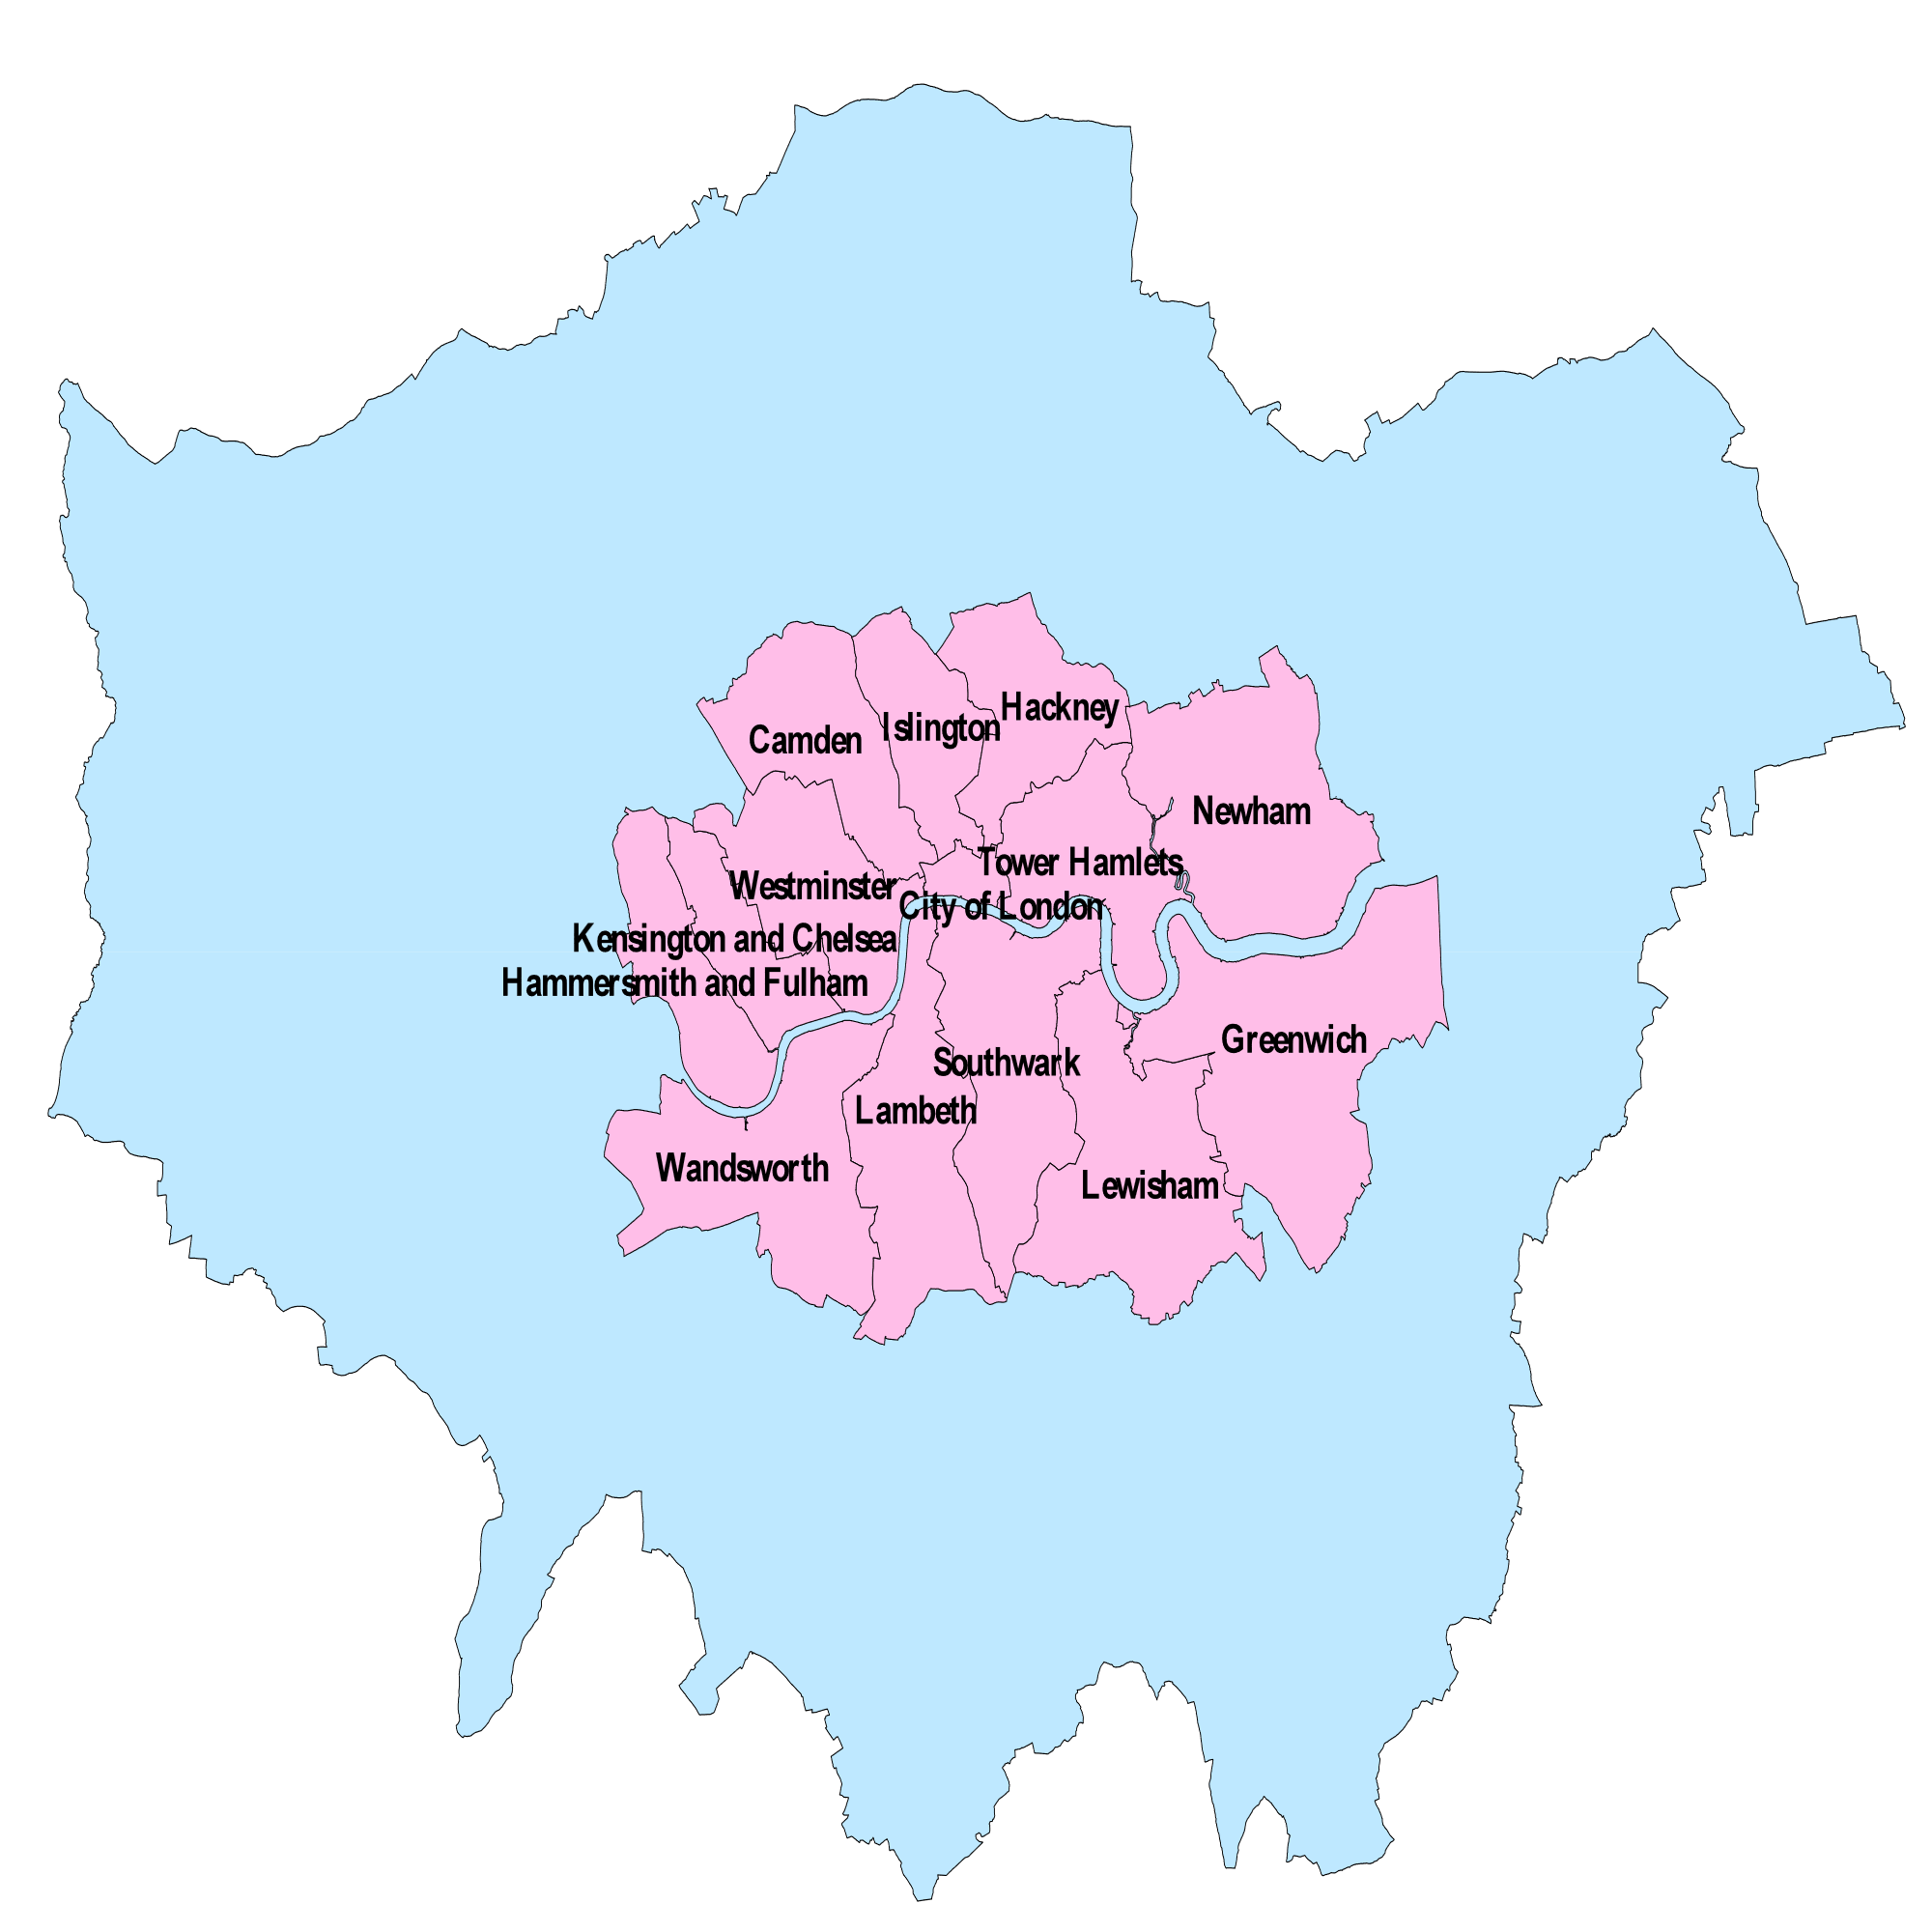 Hackney
Islington
Camden
Newham
Tower Hamlets
Westminster
City of London
Kensington and Chelsea
Hammersmith and Fulham
Greenwich
Southwark
Lambeth
Wandsworth
Lewisham